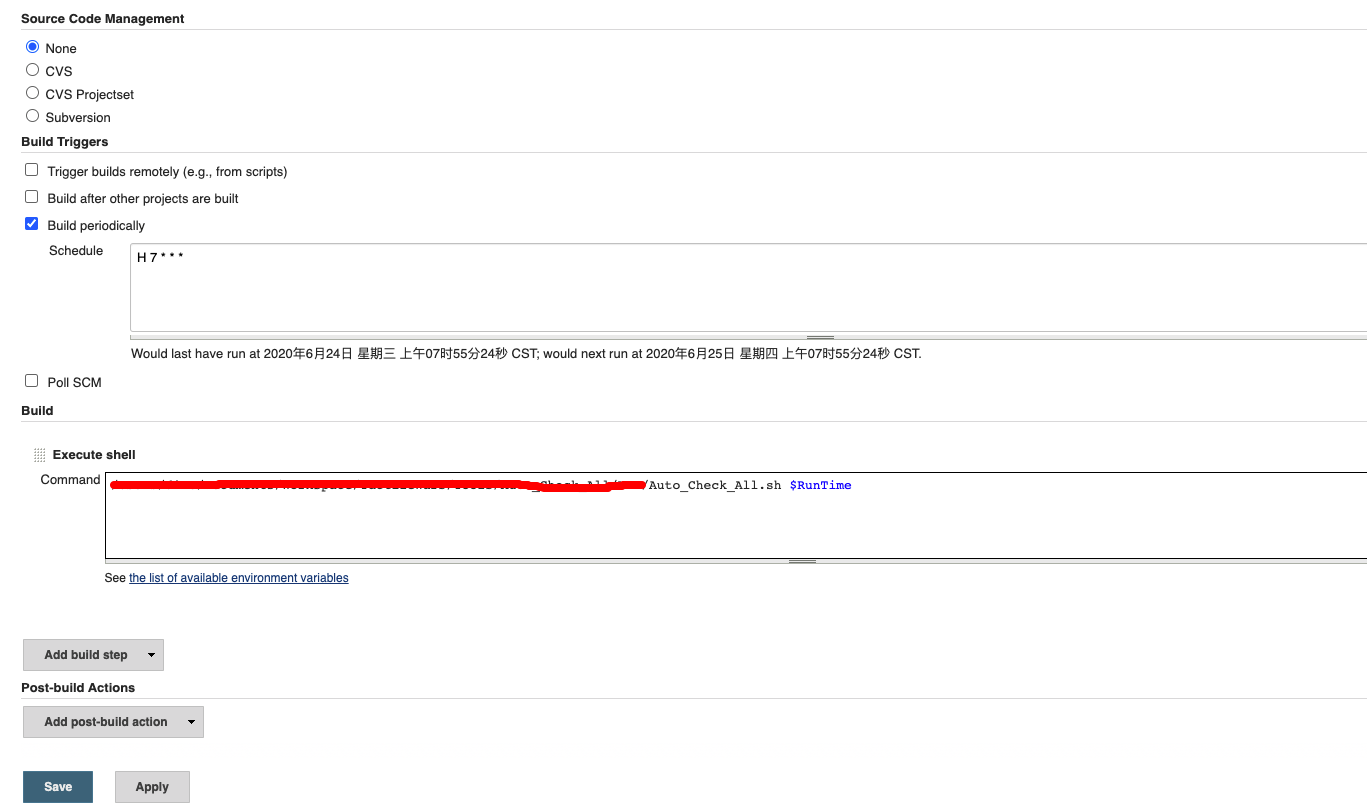 Source Code Management
None
CVS
CVS Projectset
Subversion
Build Triggers
Trigger builds remotely (e.g., from scripts)
Build after other projects are built
Build periodically
Schedule
H 7 * * *
Would last have run at 2020年6月24日 星期三 上午07时55分24秒 CST; would next run at 2020年6月25日 星期四 上午07时55分24秒 CST.
Poll SCM
Build
Execute shell
Command
/Auto_Check_All.sh $RunTime
See the list of available environment variables
Add build step
Post-build Actions
Add post-build action
Save Apply